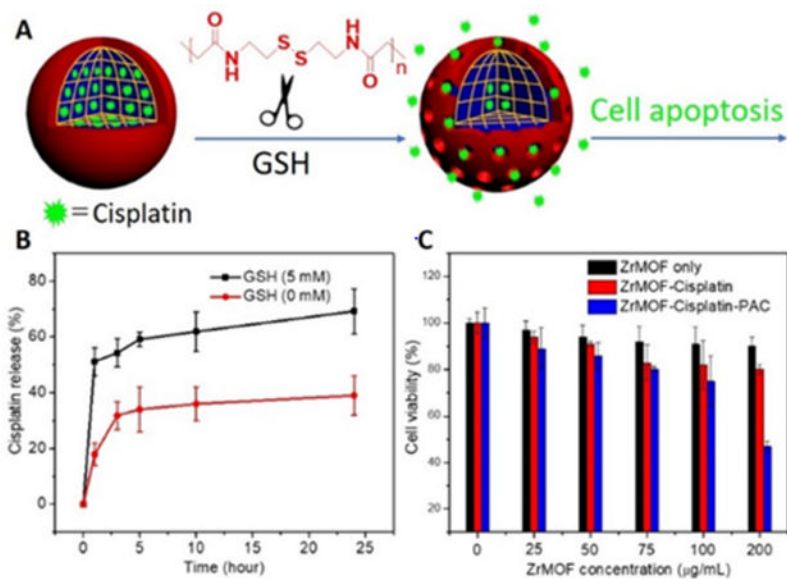 A
O
N
H
S
S
H
N
O
n
GSH
Cell apoptosis
= Cisplatin
B
GSH (5 mM)
GSH (0 mM)
Cisplatin release (%)
80
60
40
20
0
0 5 10 15 20 25
Time (hour)
C
ZrMOF only
ZrMOF-Cisplatin
ZrMOF-Cisplatin-PAC
Cell viability (%)
120
100
80
60
40
20
0 25 50 75 100 200
ZrMOF concentration (µg/mL)